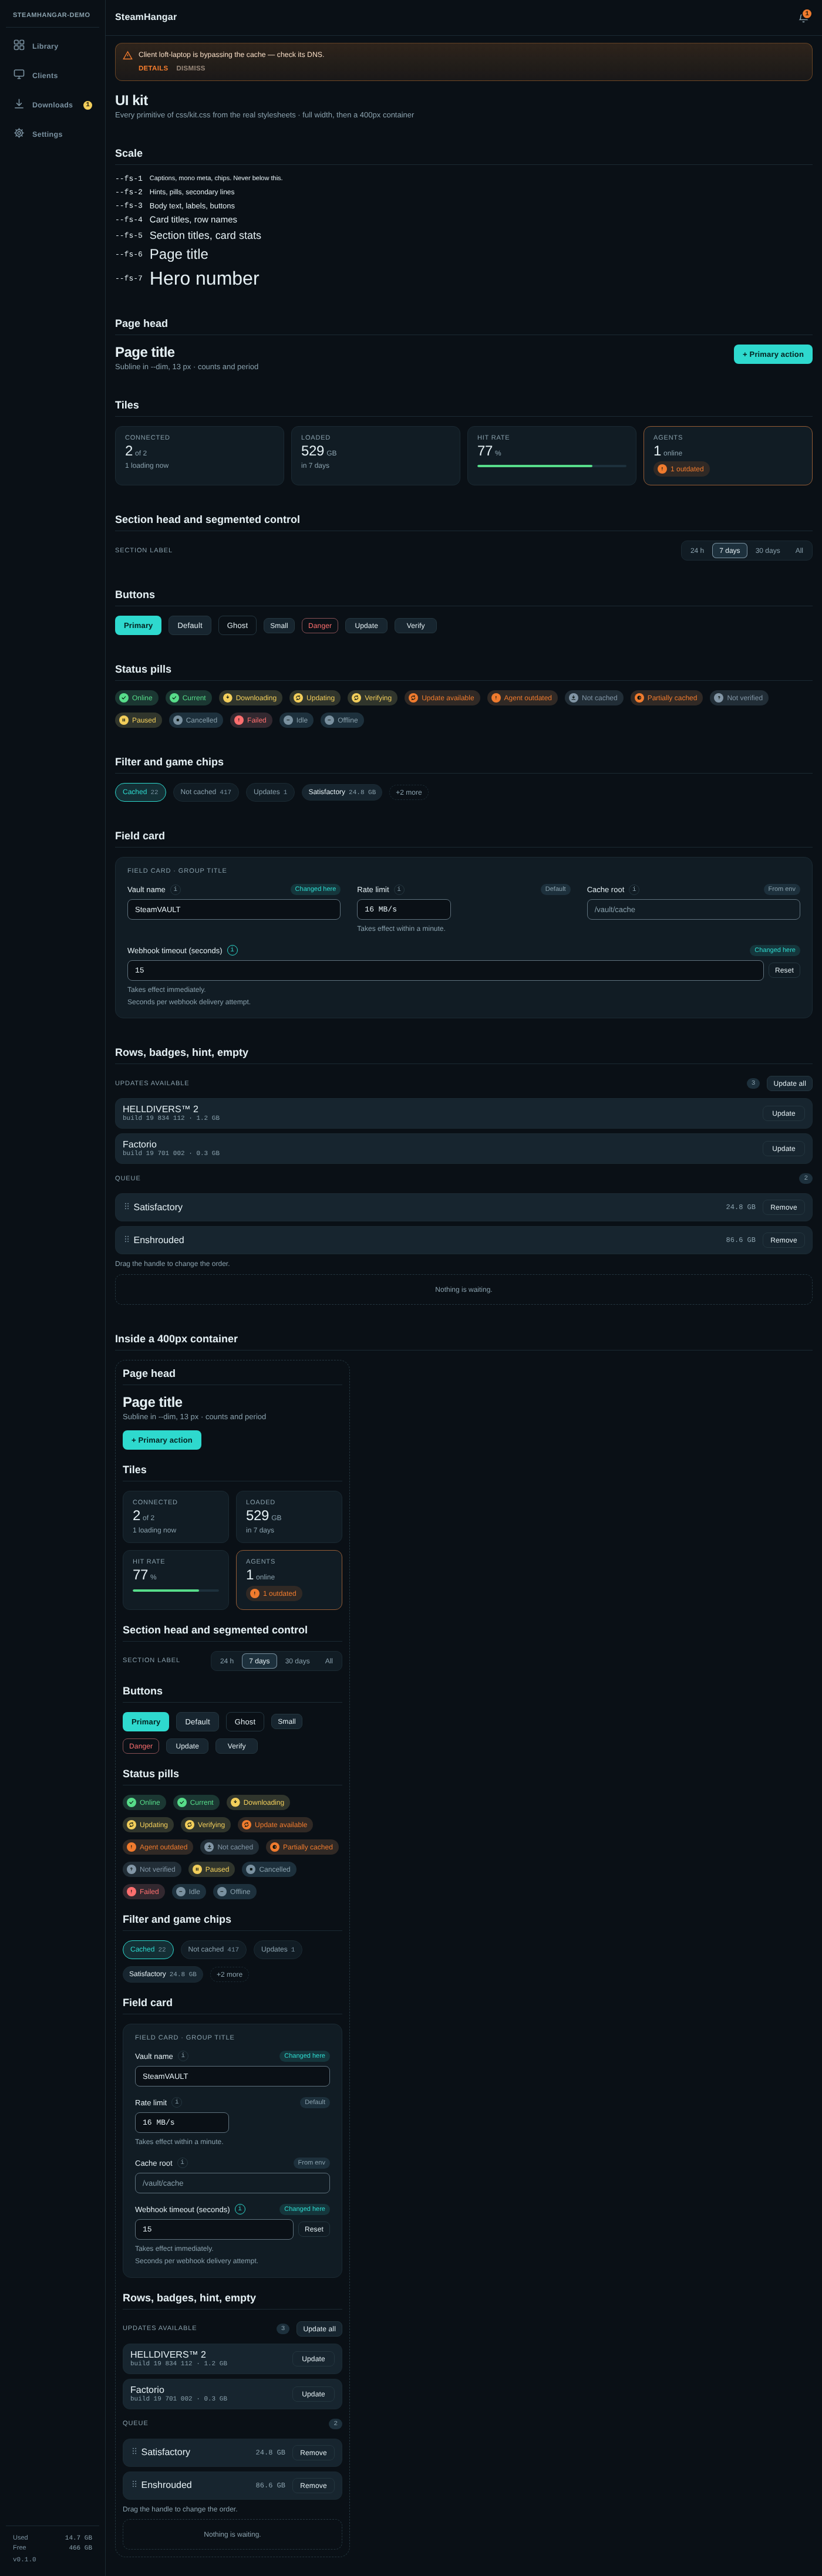 STEAMHANGAR-DEMO
Library
Clients
Downloads 1
Settings
SteamHangar
1
Client loft-laptop is bypassing the cache — check its DNS.
DETAILS DISMISS
UI kit
Every primitive of css/kit.css from the real stylesheets · full width, then a 400px container
Scale
--fs-1 Captions, mono meta, chips. Never below this.
--fs-2 Hints, pills, secondary lines
--fs-3 Body text, labels, buttons
--fs-4 Card titles, row names
--fs-5 Section titles, card stats
--fs-6 Page title
--fs-7 Hero number
Page head
Page title
+ Primary action
Subline in --dim, 13 px · counts and period
Tiles
CONNECTED
2 of 2
1 loading now
LOADED
529 GB
in 7 days
HIT RATE
77 %
AGENTS
1 online
! 1 outdated
Section head and segmented control
SECTION LABEL
24 h 7 days 30 days All
Buttons
Primary Default Ghost Small Danger Update Verify
Status pills
Online Current Downloading Updating Verifying Update available Agent outdated Not cached Partially cached Not verified
Paused Cancelled Failed Idle Offline
Filter and game chips
Cached 22 Not cached 417 Updates 1 Satisfactory 24.8 GB +2 more
Field card
FIELD CARD · GROUP TITLE
Vault name i Changed here
SteamVAULT
Rate limit i Default
16 MB/s
Takes effect within a minute.
Cache root i From env
/vault/cache
Webhook timeout (seconds) i Changed here
15 Reset
Takes effect immediately.
Seconds per webhook delivery attempt.
Rows, badges, hint, empty
UPDATES AVAILABLE 3 Update all
HELLDIVERS™ 2
build 19 834 112 · 1.2 GB
Update
Factorio
build 19 701 002 · 0.3 GB
Update
QUEUE 2
Satisfactory 24.8 GB Remove
Enshrouded 86.6 GB Remove
Drag the handle to change the order.
Nothing is waiting.
Inside a 400px container
Page head
Page title
Subline in --dim, 13 px · counts and period
+ Primary action
Tiles
CONNECTED
2 of 2
1 loading now
LOADED
529 GB
in 7 days
HIT RATE
77 %
AGENTS
1 online
! 1 outdated
Section head and segmented control
SECTION LABEL 24 h 7 days 30 days All
Buttons
Primary Default Ghost Small
Danger Update Verify
Status pills
Online Current Downloading
Updating Verifying Update available
Agent outdated Not cached Partially cached
Not verified Paused Cancelled
Failed Idle Offline
Filter and game chips
Cached 22 Not cached 417 Updates 1
Satisfactory 24.8 GB +2 more
Field card
FIELD CARD · GROUP TITLE
Vault name i Changed here
SteamVAULT
Rate limit i Default
16 MB/s
Takes effect within a minute.
Cache root i From env
/vault/cache
Webhook timeout (seconds) i Changed here
15 Reset
Takes effect immediately.
Seconds per webhook delivery attempt.
Rows, badges, hint, empty
UPDATES AVAILABLE 3 Update all
HELLDIVERS™ 2
build 19 834 112 · 1.2 GB
Update
Factorio
build 19 701 002 · 0.3 GB
Update
QUEUE 2
Satisfactory 24.8 GB Remove
Enshrouded 86.6 GB Remove
Drag the handle to change the order.
Nothing is waiting.
Used 14.7 GB
Free 466 GB
v0.1.0